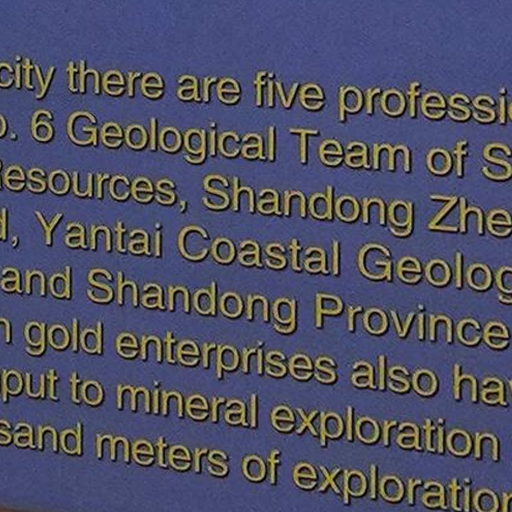 city there are five professi
o. 6 Geological Team of S
esources, Shandong Zhe
d, Yantai Coastal Geolog
and Shandong Province
n gold enterprises also ha
put to mineral exploration
sand meters of exploration